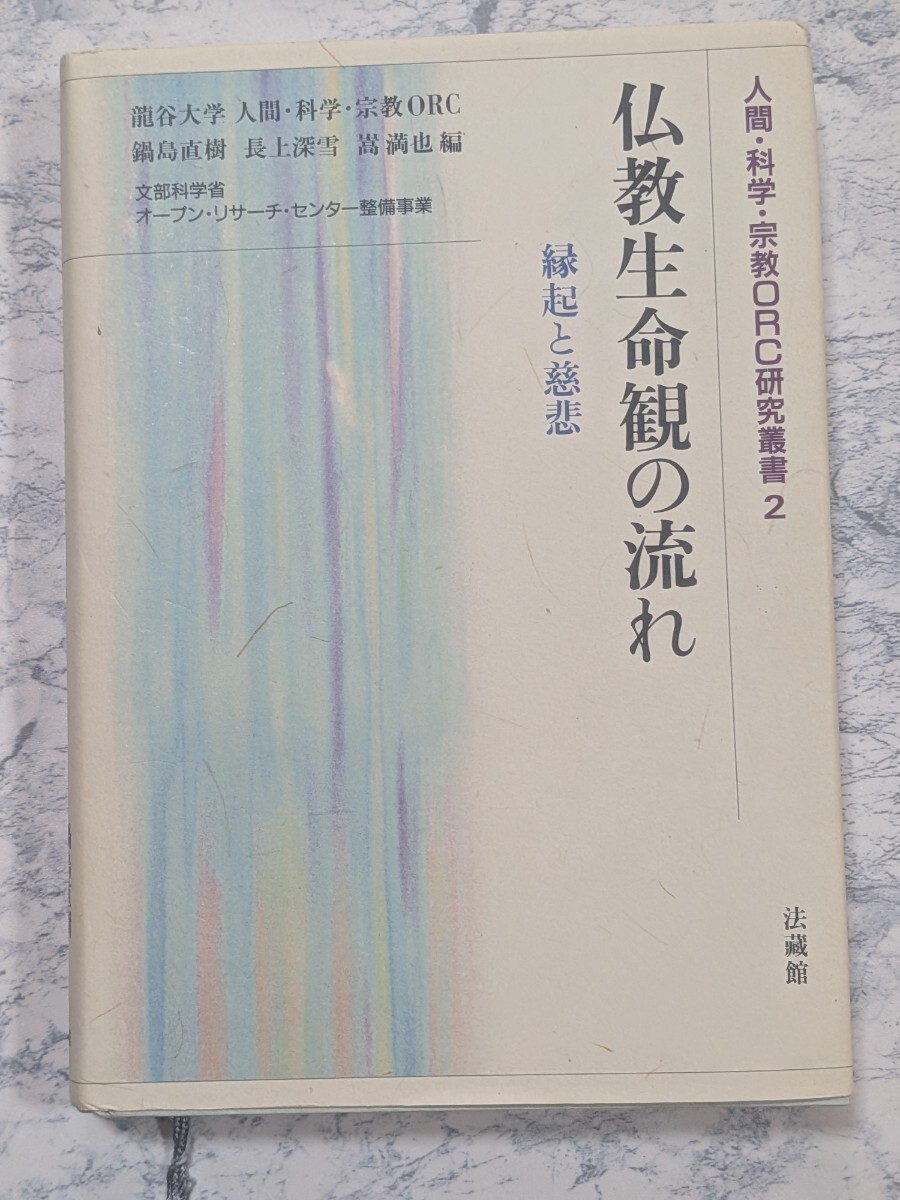 人間・科学・宗教ORC研究叢書 2
仏教生命観の流れ
縁起と慈悲
龍谷大学 人間・科学・宗教ORC
鍋島直樹 長上深雪 嵩 満也 編
文部科学省
オープン・リサーチ・センター整備事業
法藏館